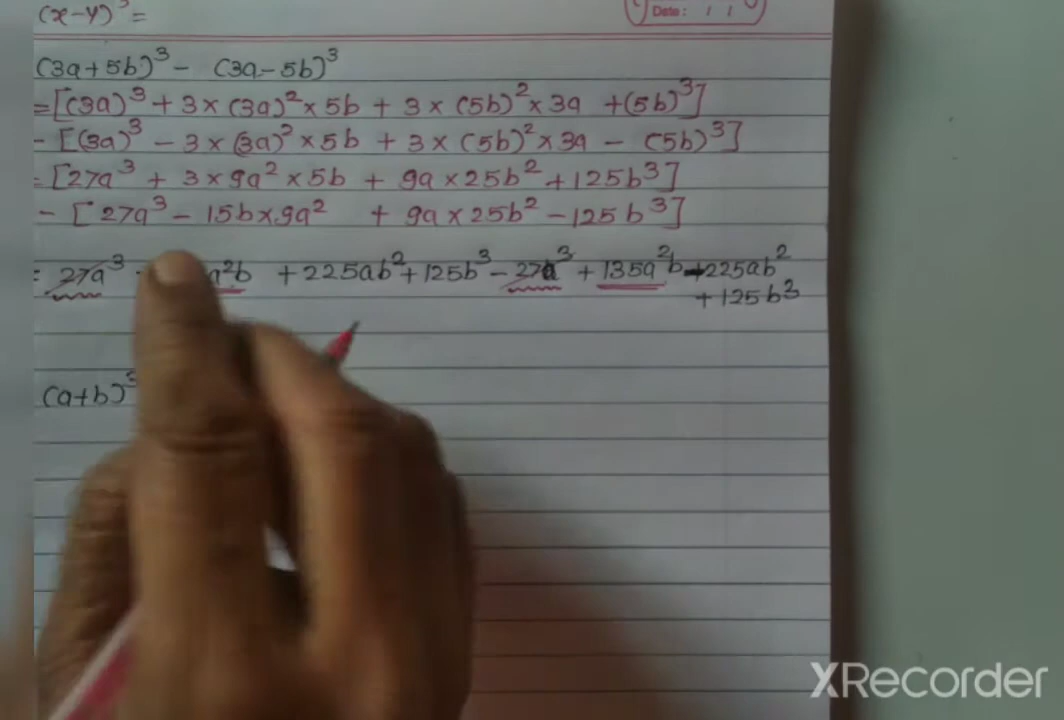 (x-y)³ =
Date: / /
(3a+5b)³ - (3a-5b)³
=[(3a)³ + 3×(3a)²×5b + 3×(5b)²×3a +(5b)³]
- [(3a)³ - 3×(3a)²×5b + 3×(5b)²×3a - (5b)³]
=[27a³ + 3×9a²×5b + 9a×25b² +125b³]
- [27a³ - 15b×9a² + 9a×25b² -125b³]
= 27a³ a²b +225ab² +125b³ -27a³ +135a²b -225ab²
+125b³
(a+b)³
XRecorder